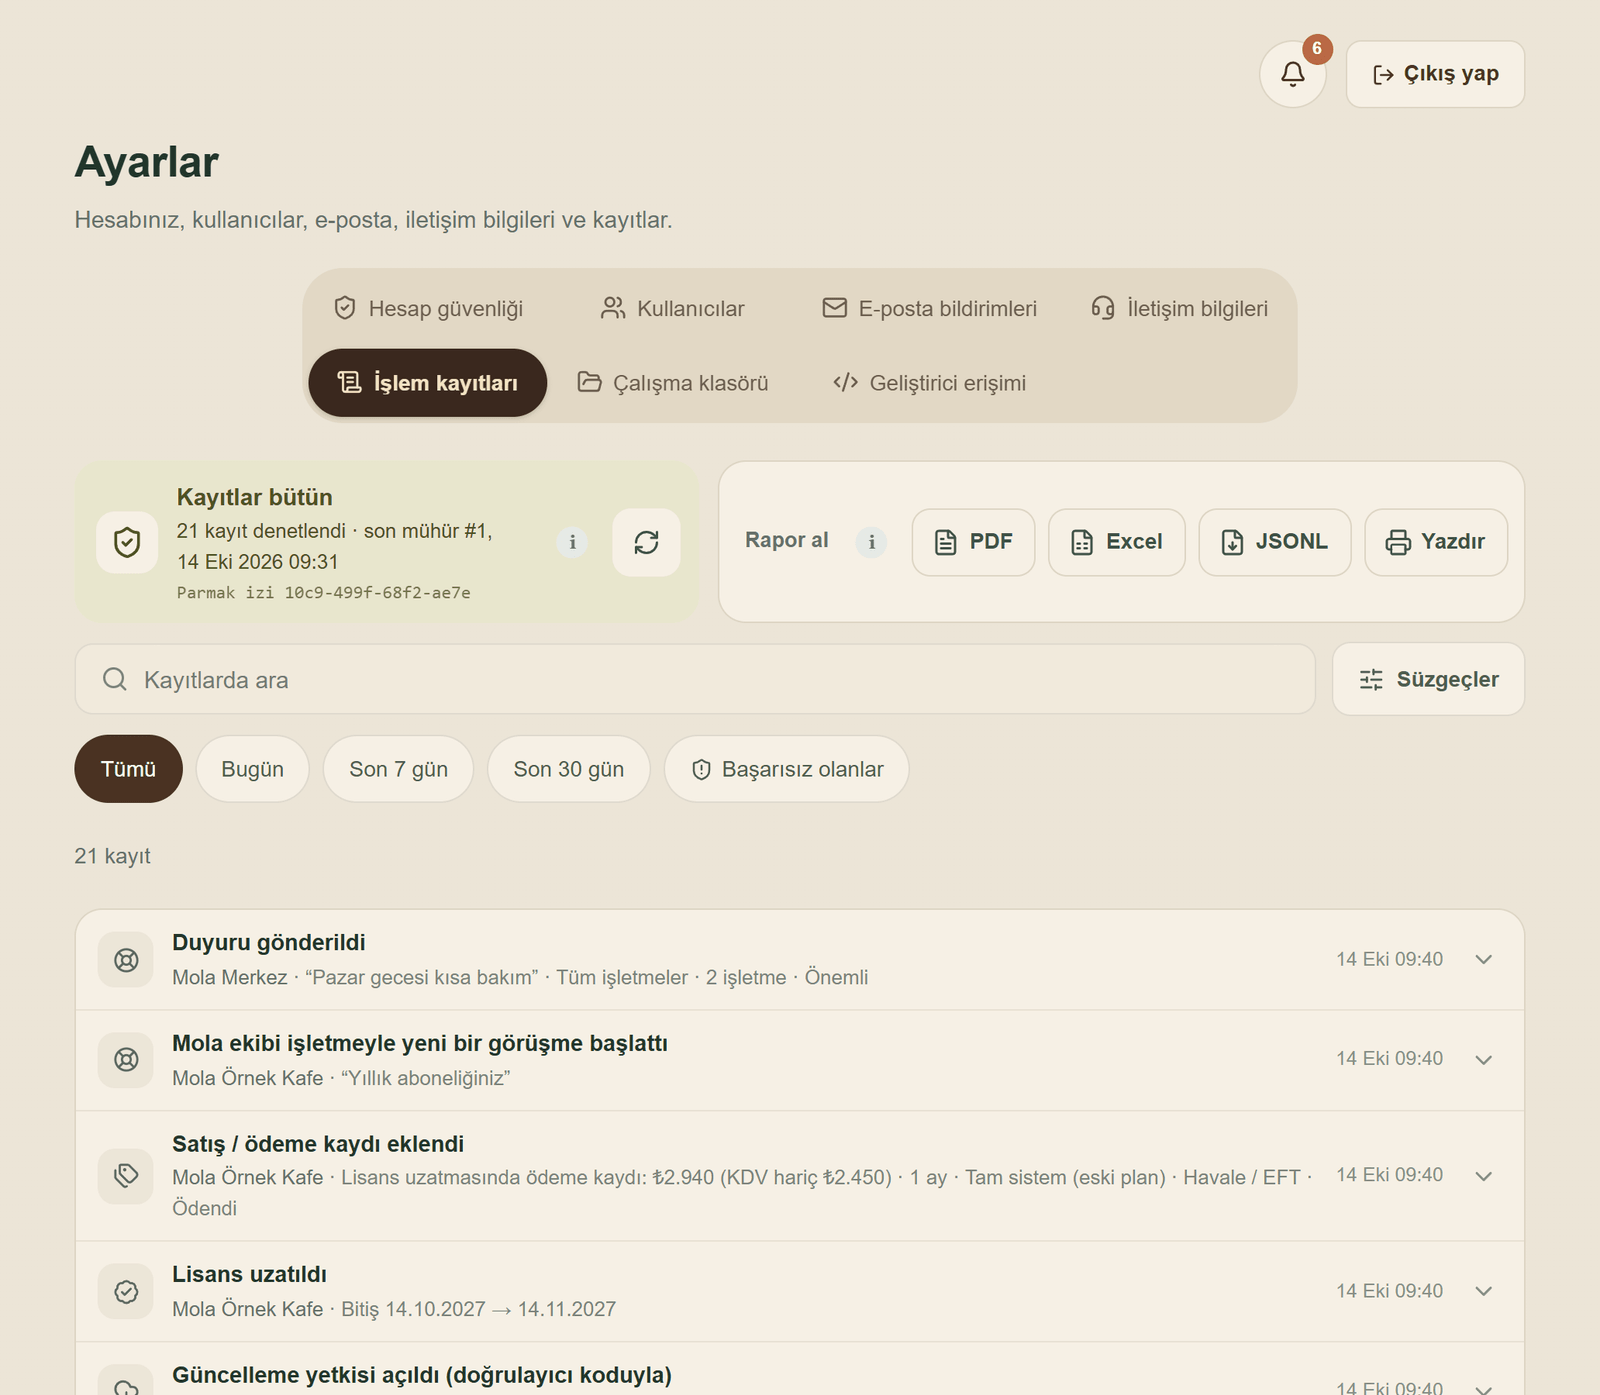 6
Çıkış yap
Ayarlar
Hesabınız, kullanıcılar, e-posta, iletişim bilgileri ve kayıtlar.
Hesap güvenliği
Kullanıcılar
E-posta bildirimleri
İletişim bilgileri
İşlem kayıtları
Çalışma klasörü
Geliştirici erişimi
Kayıtlar bütün
21 kayıt denetlendi · son mühür #1,
14 Eki 2026 09:31
Parmak izi 10c9-499f-68f2-ae7e
i
Rapor al
i
PDF
Excel
JSONL
Yazdır
Kayıtlarda ara
Süzgeçler
Tümü
Bugün
Son 7 gün
Son 30 gün
Başarısız olanlar
21 kayıt
Duyuru gönderildi
Mola Merkez · “Pazar gecesi kısa bakım” · Tüm işletmeler · 2 işletme · Önemli
14 Eki 09:40
Mola ekibi işletmeyle yeni bir görüşme başlattı
Mola Örnek Kafe · “Yıllık aboneliğiniz”
14 Eki 09:40
Satış / ödeme kaydı eklendi
Mola Örnek Kafe · Lisans uzatmasında ödeme kaydı: ₺2.940 (KDV hariç ₺2.450) · 1 ay · Tam sistem (eski plan) · Havale / EFT ·
Ödendi
14 Eki 09:40
Lisans uzatıldı
Mola Örnek Kafe · Bitiş 14.10.2027 → 14.11.2027
14 Eki 09:40
Güncelleme yetkisi açıldı (doğrulayıcı koduyla)
14 Eki 09:40